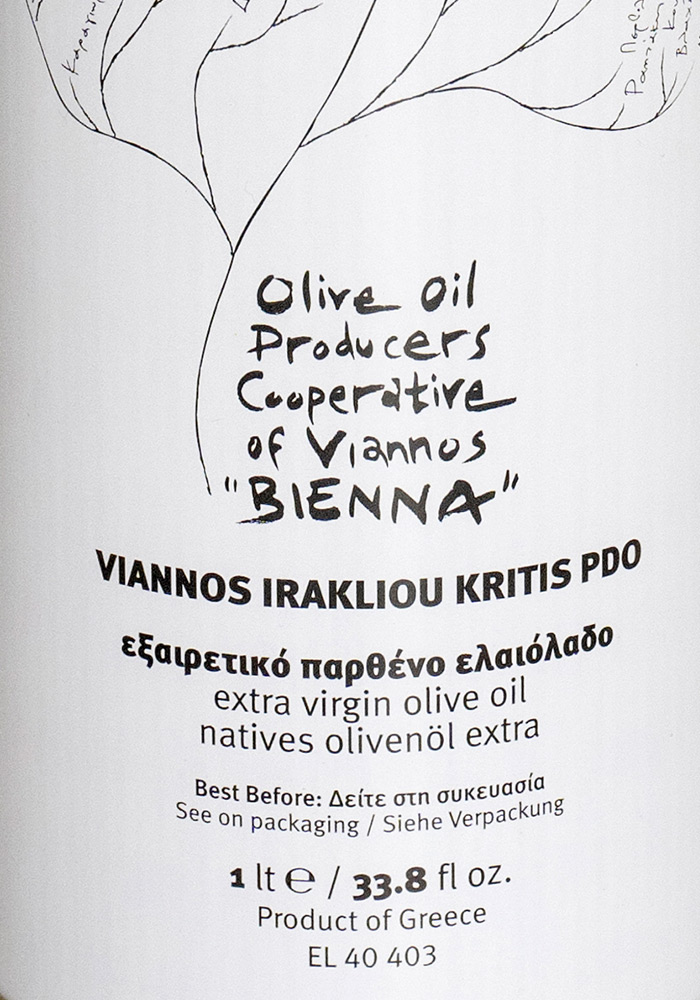 Olive Oil
Producers
Cooperative
of Viannos
"BIENNA"
VIANNOS IRAKLIOU KRITIS PDO
εξαιρετικό παρθένο ελαιόλαδο
extra virgin olive oil
natives olivenöl extra
Best Before: Δείτε στη συκευασία
See on packaging / Siehe Verpackung
1 lt ℮ / 33.8 fl oz.
Product of Greece
EL 40 403